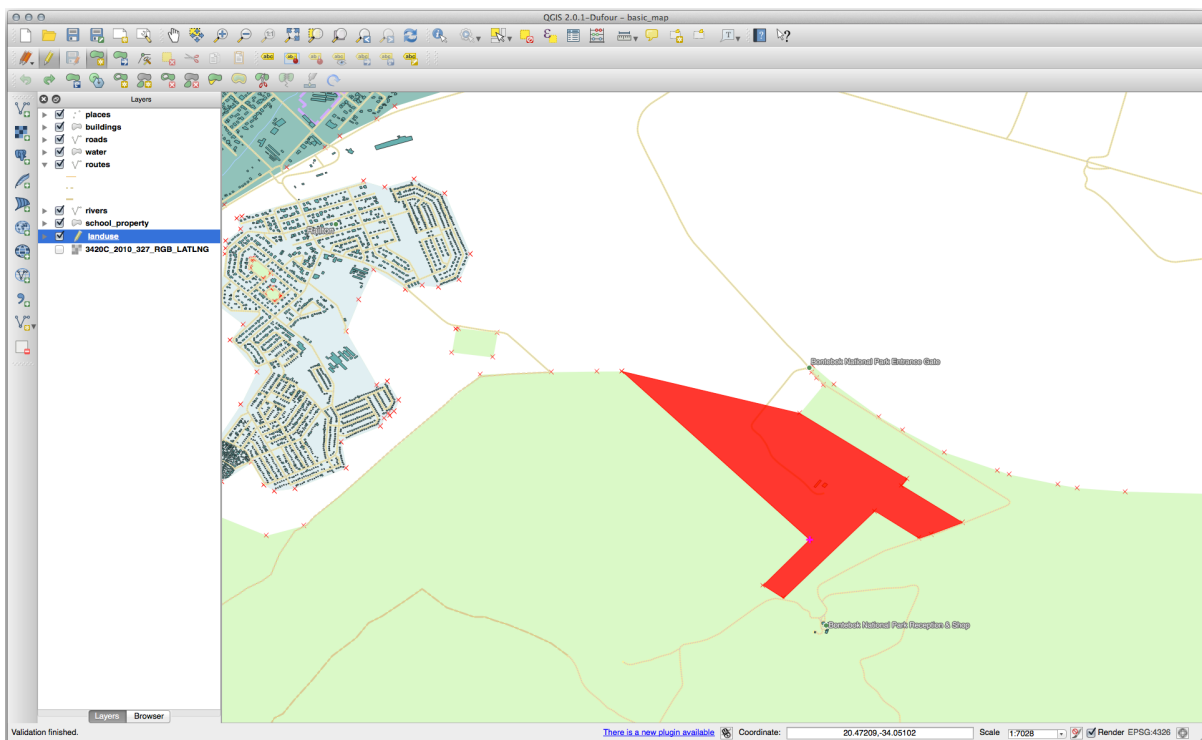 QGIS 2.0.1-Dufour - basic_map
Layers
places
buildings
roads
water
routes
rivers
school_property
landuse
3420C_2010_327_RGB_LATLNG
Bontebok National Park Entrance Gate
Bontebok National Park Reception & Shop
Layers Browser
Validation finished. There is a new plugin available Coordinate: 20.47209,-34.05102 Scale 1:7028 Render EPSG:4326